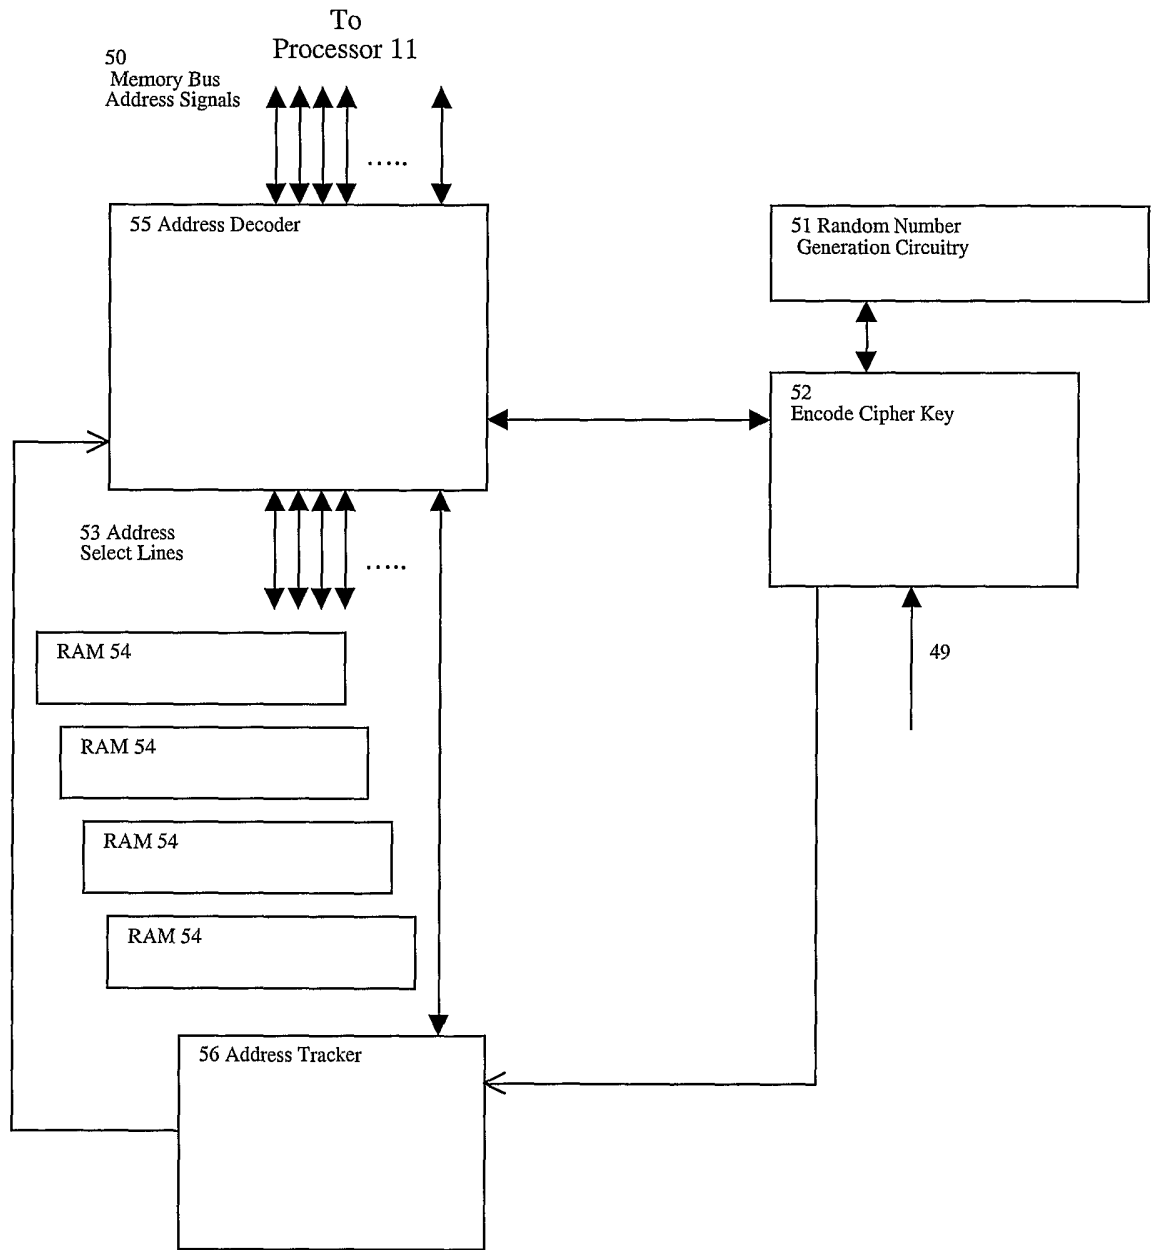 To
Processor 11
50
Memory Bus
Address Signals
.....
55 Address Decoder
51 Random Number
Generation Circuitry
52
Encode Cipher Key
53 Address
Select Lines
.....
49
RAM 54
RAM 54
RAM 54
RAM 54
56 Address Tracker